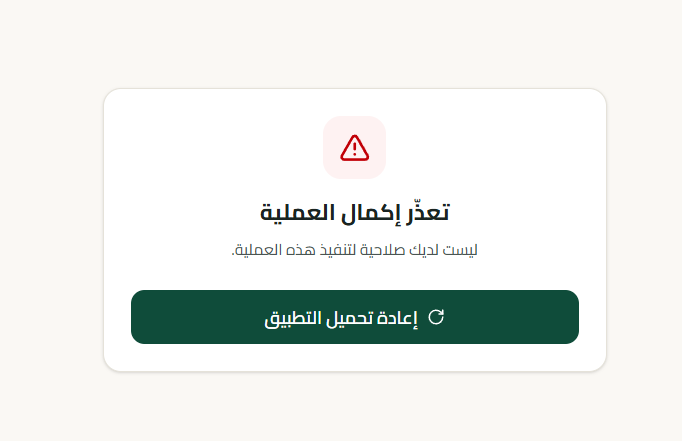 تعذّر إكمال العملية
ليست لديك صلاحية لتنفيذ هذه العملية.
إعادة تحميل التطبيق